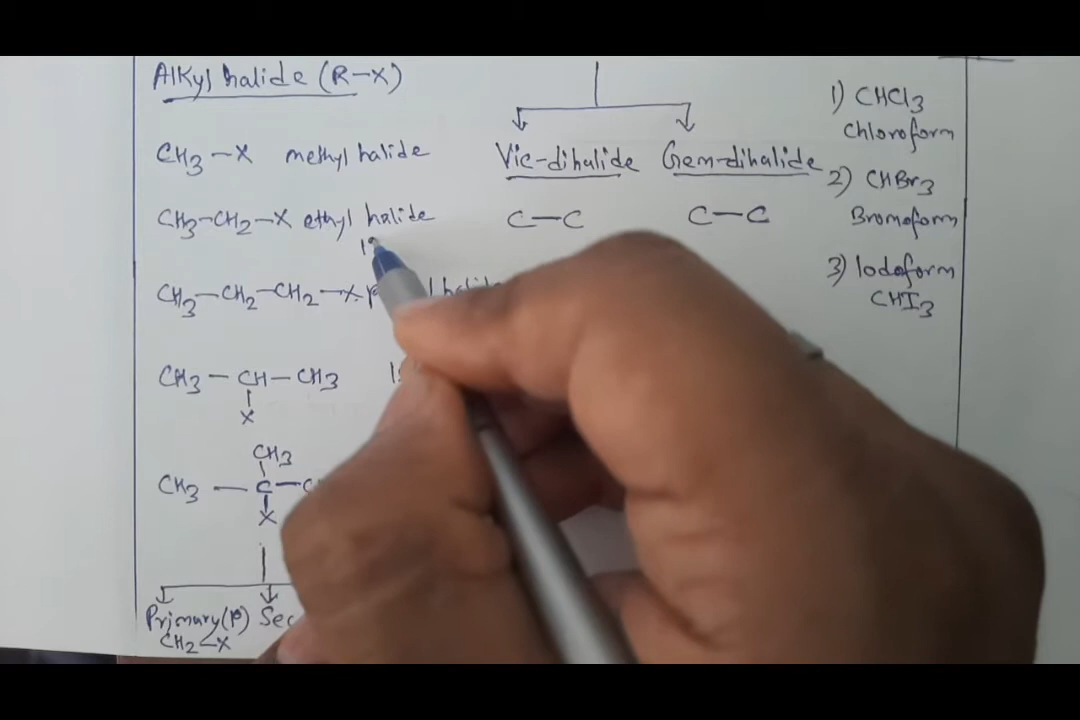 Alkyl halide (R-X)
CH3-X methyl halide
CH3-CH2-X ethyl halide
1°
CH3-CH2-CH2-X
CH3-CH-CH3
X
CH3
CH3-C-
X
Primary(P)
CH2-X
Vic-dihalide Gem-dihalide
C-C C-C
1) CHCl3
Chloroform
2) CHBr3
Bromoform
3) Iodoform
CHI3